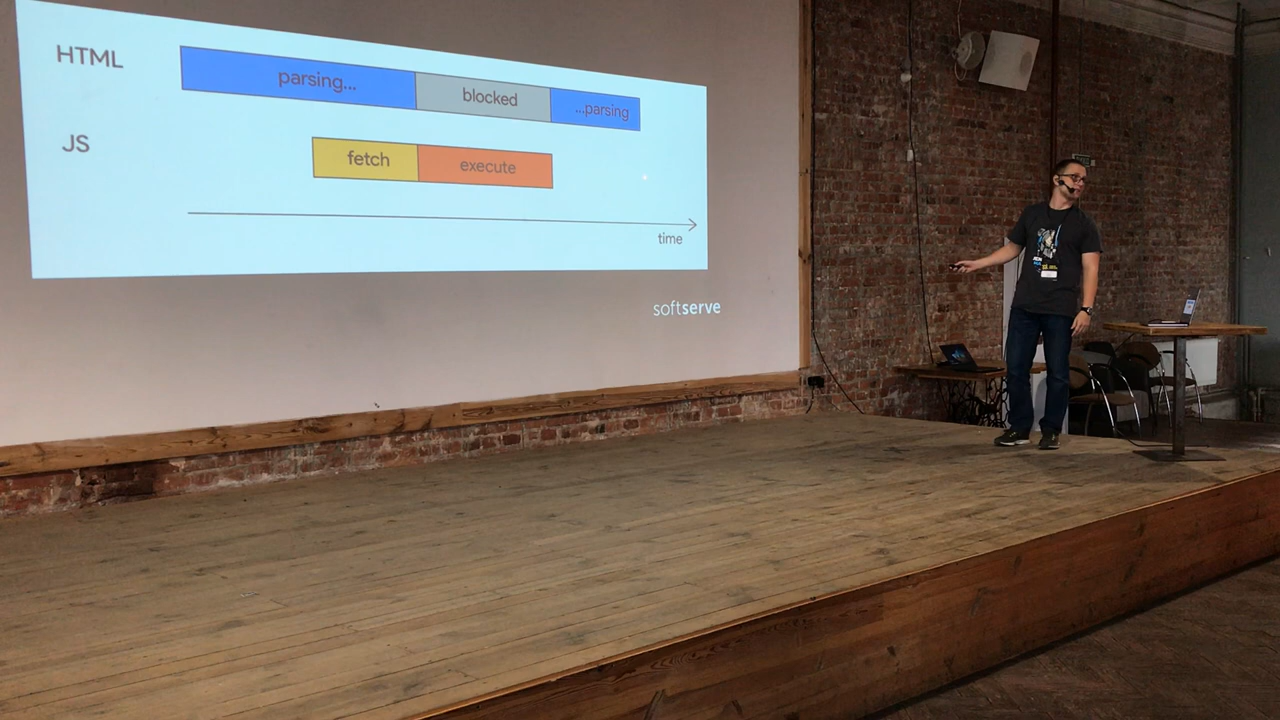 HTML
parsing...
blocked
...parsing
JS
fetch
execute
time
softserve